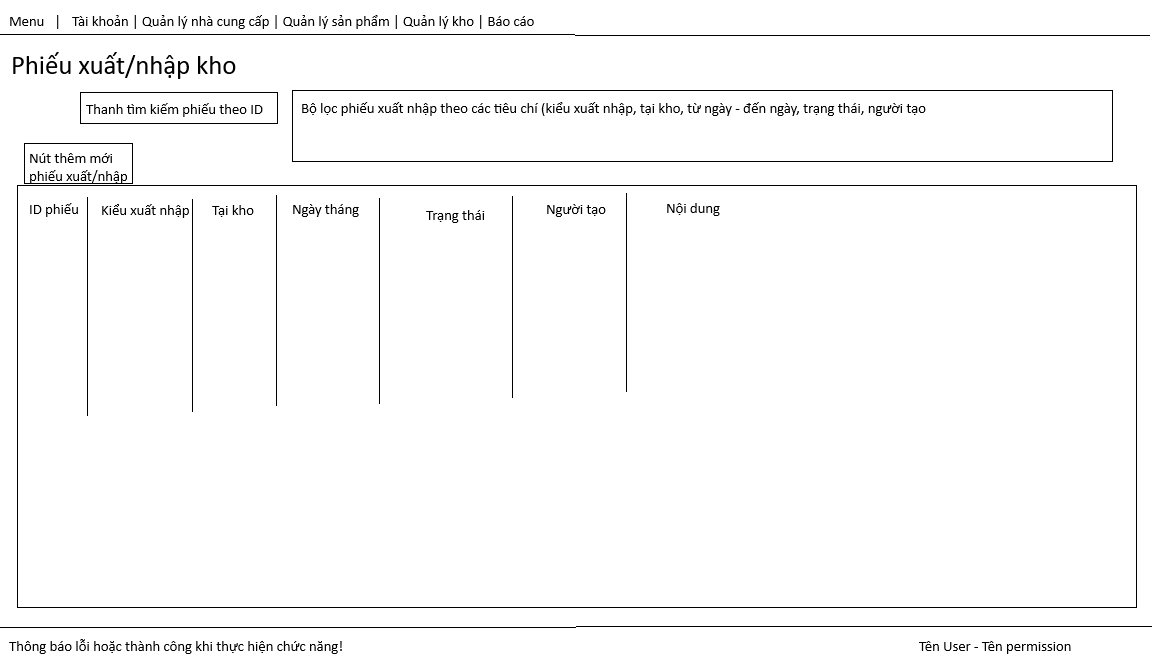 Menu | Tài khoản | Quản lý nhà cung cấp | Quản lý sản phẩm | Quản lý kho | Báo cáo
Phiếu xuất/nhập kho
Thanh tìm kiếm phiếu theo ID
Bộ lọc phiếu xuất nhập theo các tiêu chí (kiểu xuất nhập, tại kho, từ ngày - đến ngày, trạng thái, người tạo
Nút thêm mới
phiếu xuất/nhập
ID phiếu Kiểu xuất nhập Tại kho Ngày tháng Trạng thái Người tạo Nội dung
Thông báo lỗi hoặc thành công khi thực hiện chức năng! Tên User - Tên permission